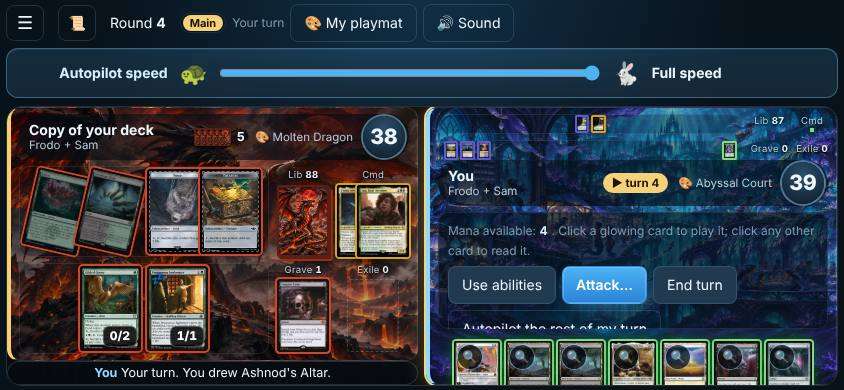 Round 4 Main Your turn My playmat Sound
Autopilot speed Full speed
Copy of your deck
Frodo + Sam
5 Molten Dragon 38
Lib 88 Cmd
Grave 1 Exile 0
0/2
1/1
You Your turn. You drew Ashnod's Altar.
Lib 87 Cmd
Grave 0 Exile 0
You
Frodo + Sam
turn 4 Abyssal Court 39
Mana available: 4 . Click a glowing card to play it; click any other
card to read it.
Use abilities Attack... End turn
Autopilot the rest of my turn